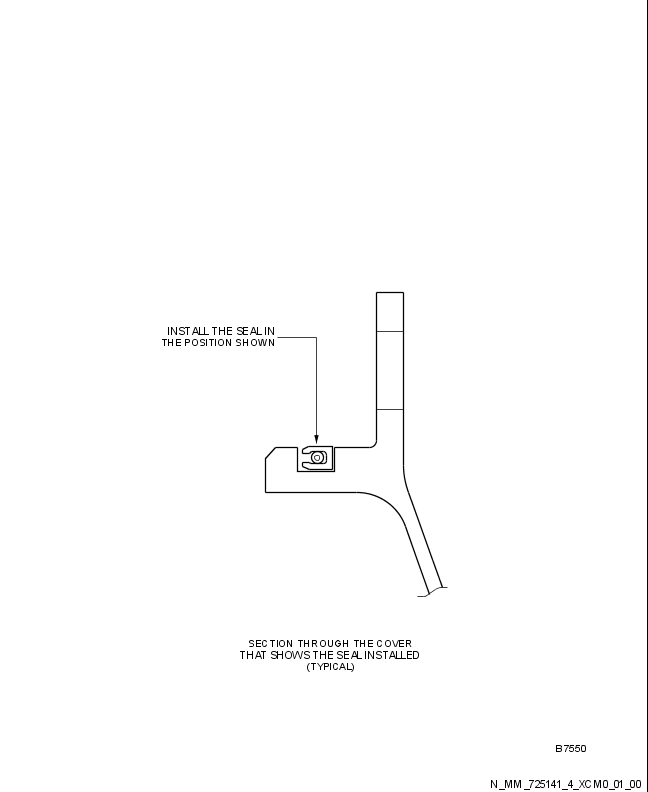 INSTALL THE SEAL IN
THE POSITION SHOWN
SECTION THROUGH THE COVER
THAT SHOWS THE SEAL INSTALLED
(TYPICAL)
B7550
N_MM_725141_4_XCM0_01_00